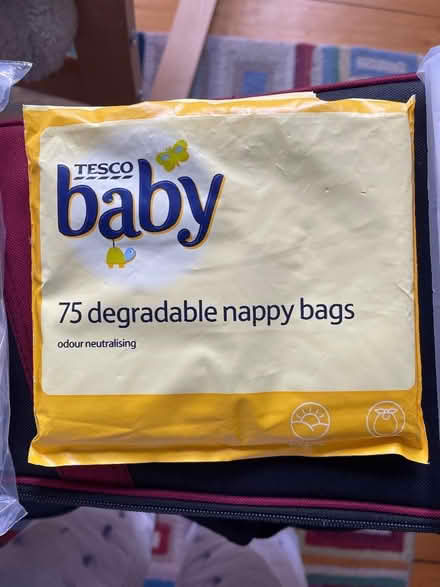 TESCO
baby
75 degradable nappy bags
odour neutralising